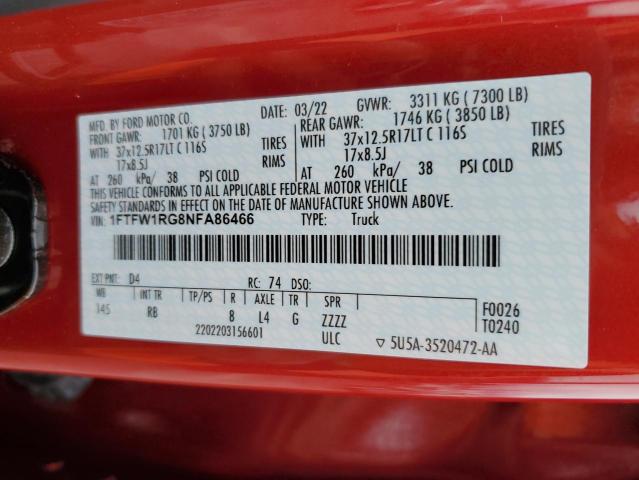 MFD. BY FORD MOTOR CO. 03/22 GVWR: 3311 KG ( 7300 LB)
FRONT GAWR: 1701 KG ( 3750 LB) REAR GAWR: 1746 KG ( 3850 LB)
WITH 37x12.5R17LT C 116S TIRES WITH 37x12.5R17LT C 116S TIRES
17x8.5J RIMS 17x8.5J RIMS
AT 260 kPa/ 38 PSI COLD AT 260 kPa/ 38 PSI COLD
THIS VEHICLE CONFORMS TO ALL APPLICABLE FEDERAL MOTOR VEHICLE
SAFETY STANDARDS IN EFFECT ON THE DATE OF MANUFACTURE SHOWN ABOVE.
VIN: 1FTFW1RG8NFA86466 TYPE: Truck
EXT PNT: D4 RC: 74 DSO:
WB INT TR TP/PS R AXLE TR SPR F0026
145 RB 8 L4 G ZZZZ T0240
2202203156601 ULC ▽ 5U5A-3520472-AA